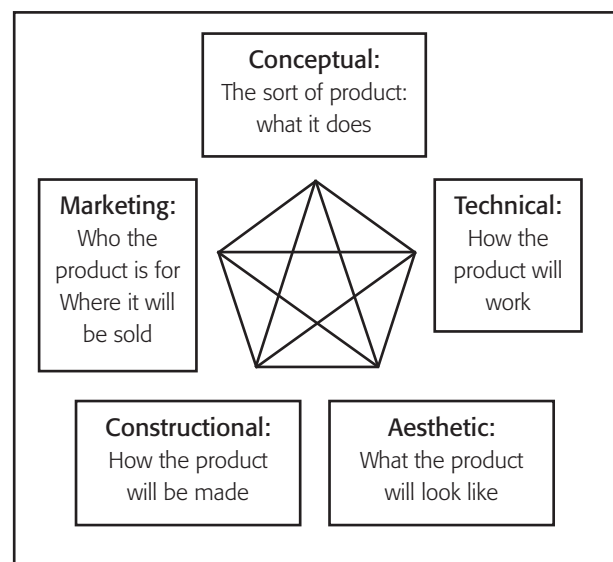 Conceptual:
The sort of product:
what it does
Marketing:
Who the
product is for
Where it will
be sold
Technical:
How the
product will
work
Constructional:
How the product
will be made
Aesthetic:
What the product
will look like